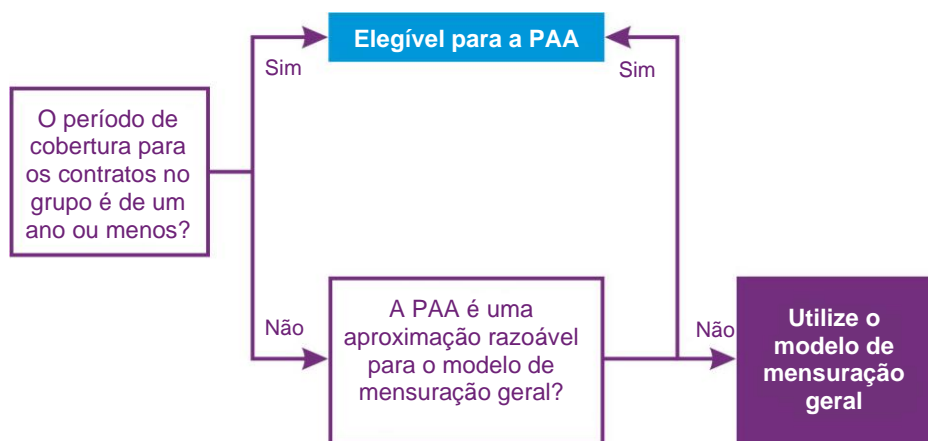 Elegível para a PAA
Sim
Sim
O período de
cobertura para
os contratos no
grupo é de um
ano ou menos?
Não
A PAA é uma
aproximação razoável
para o modelo de
mensuração geral?
Não
Utilize o
modelo de
mensuração
geral